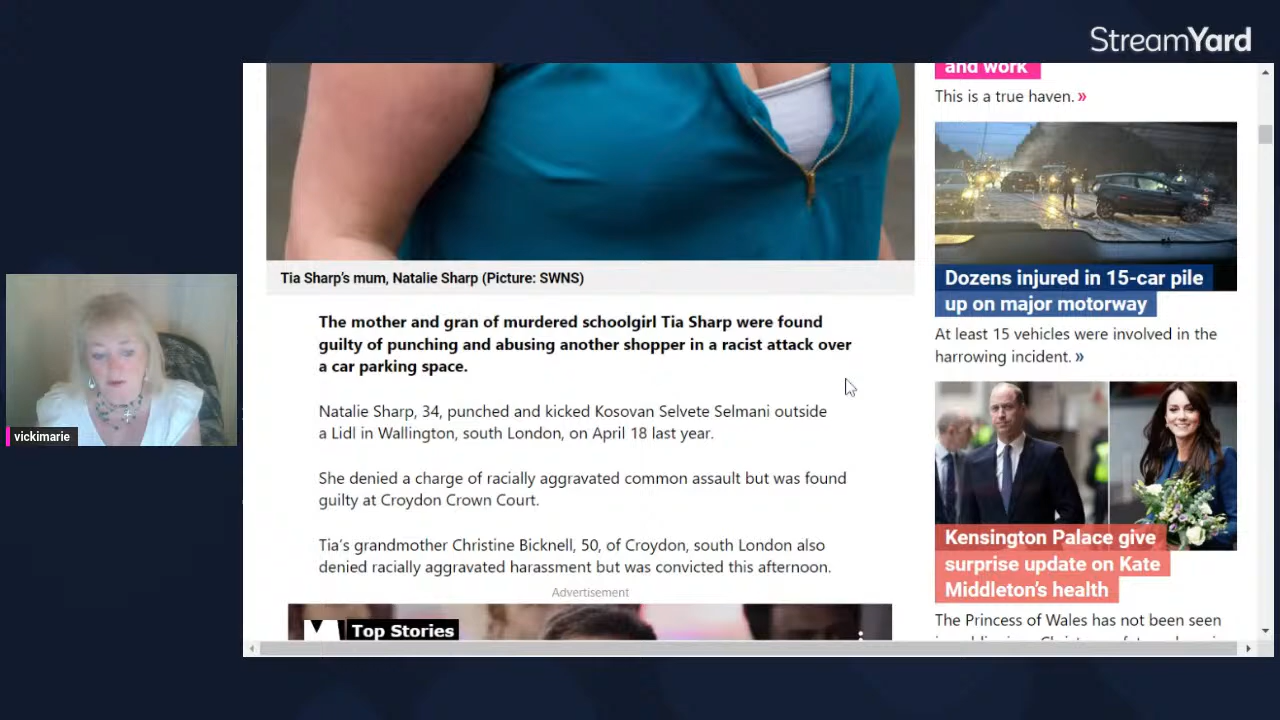 StreamYard
and work
This is a true haven. »
Dozens injured in 15-car pile
up on major motorway
At least 15 vehicles were involved in the
harrowing incident. »
Kensington Palace give
surprise update on Kate
Middleton's health
The Princess of Wales has not been seen
Tia Sharp's mum, Natalie Sharp (Picture: SWNS)
The mother and gran of murdered schoolgirl Tia Sharp were found
guilty of punching and abusing another shopper in a racist attack over
a car parking space.
Natalie Sharp, 34, punched and kicked Kosovan Selvete Selmani outside
a Lidl in Wallington, south London, on April 18 last year.
She denied a charge of racially aggravated common assault but was found
guilty at Croydon Crown Court.
Tia's grandmother Christine Bicknell, 50, of Croydon, south London also
denied racially aggravated harassment but was convicted this afternoon.
Advertisement
Top Stories
vickimarie